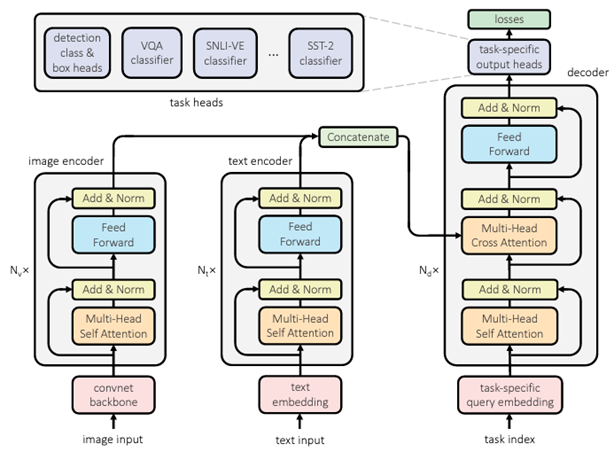 losses
detection
class &
box heads
VQA
classifier
SNLI-VE
classifier
...
SST-2
classifier
task heads
task-specific
output heads
decoder
Add & Norm
Feed
Forward
Add & Norm
Multi-Head
Cross Attention
Nd×
Add & Norm
Multi-Head
Self Attention
task-specific
query embedding
task index
Concatenate
image encoder
Add & Norm
Feed
Forward
Nv×
Add & Norm
Multi-Head
Self Attention
convnet
backbone
image input
text encoder
Add & Norm
Feed
Forward
Nt×
Add & Norm
Multi-Head
Self Attention
text
embedding
text input